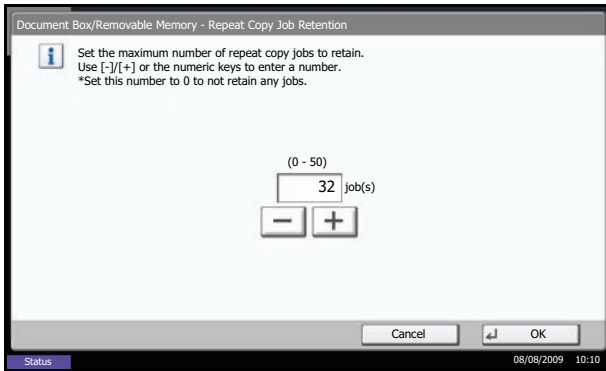 Document Box/Removable Memory - Repeat Copy Job Retention
Set the maximum number of repeat copy jobs to retain.
Use [-]/[+] or the numeric keys to enter a number.
*Set this number to 0 to not retain any jobs.
(0 - 50)
32 job(s)
− +
Cancel OK
Status 08/08/2009 10:10